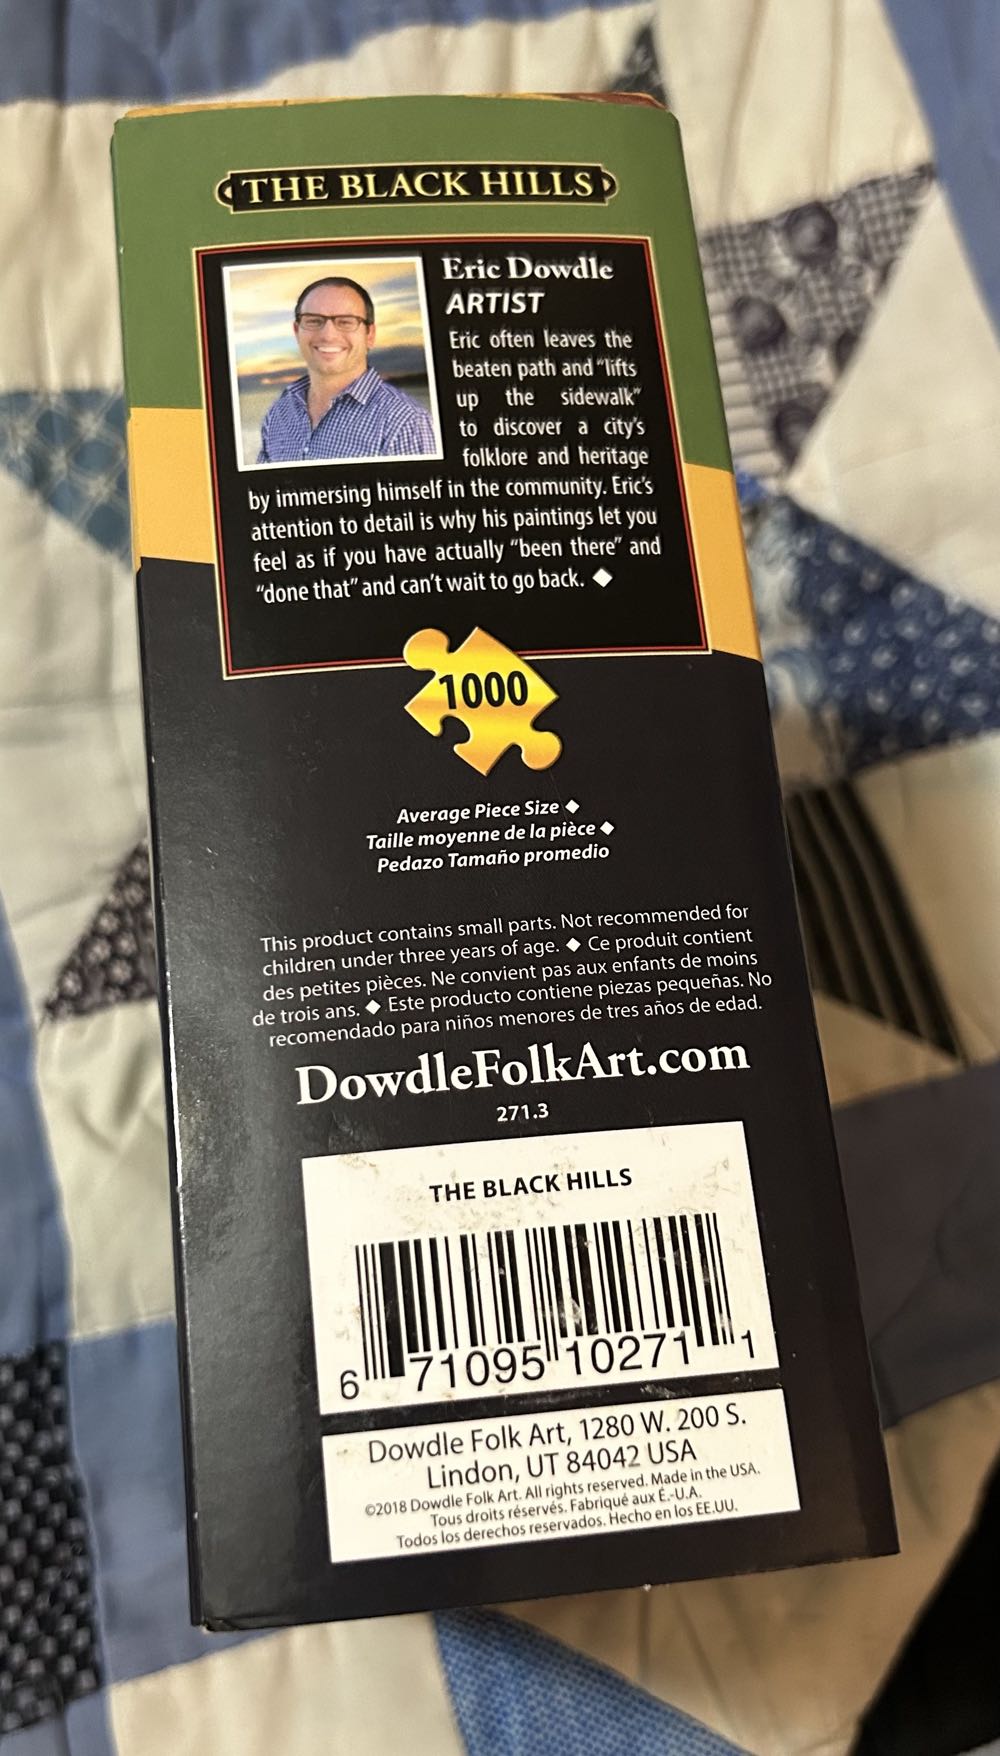 THE BLACK HILLS
Eric Dowdle
ARTIST
Eric often leaves the
beaten path and "lifts
up the sidewalk"
to discover a city's
folklore and heritage
by immersing himself in the community. Eric's
attention to detail is why his paintings let you
feel as if you have actually "been there" and
"done that" and can't wait to go back. ◆
1000
Average Piece Size ◆
Taille moyenne de la pièce ◆
Pedazo Tamaño promedio
This product contains small parts. Not recommended for
children under three years of age. ◆ Ce produit contient
des petites pièces. Ne convient pas aux enfants de moins
de trois ans. ◆ Este producto contiene piezas pequeñas. No
recomendado para niños menores de tres años de edad.
DowdleFolkArt.com
271.3
THE BLACK HILLS
6 71095 10271 1
Dowdle Folk Art, 1280 W. 200 S.
Lindon, UT 84042 USA
©2018 Dowdle Folk Art. All rights reserved. Made in the USA.
Tous droits réservés. Fabriqué aux É.-U.A.
Todos los derechos reservados. Hecho en los EE.UU.